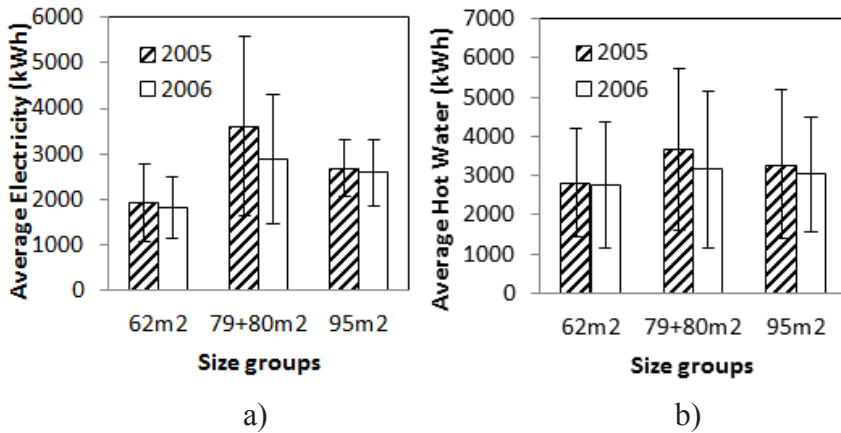 Average Electricity (kWh)
6000
5000
4000
3000
2000
1000
0
2005
2006
62m2 79+80m2 95m2
Size groups
a)
Average Hot Water (kWh)
7000
6000
5000
4000
3000
2000
1000
0
2005
2006
62m2 79+80m2 95m2
Size groups
b)